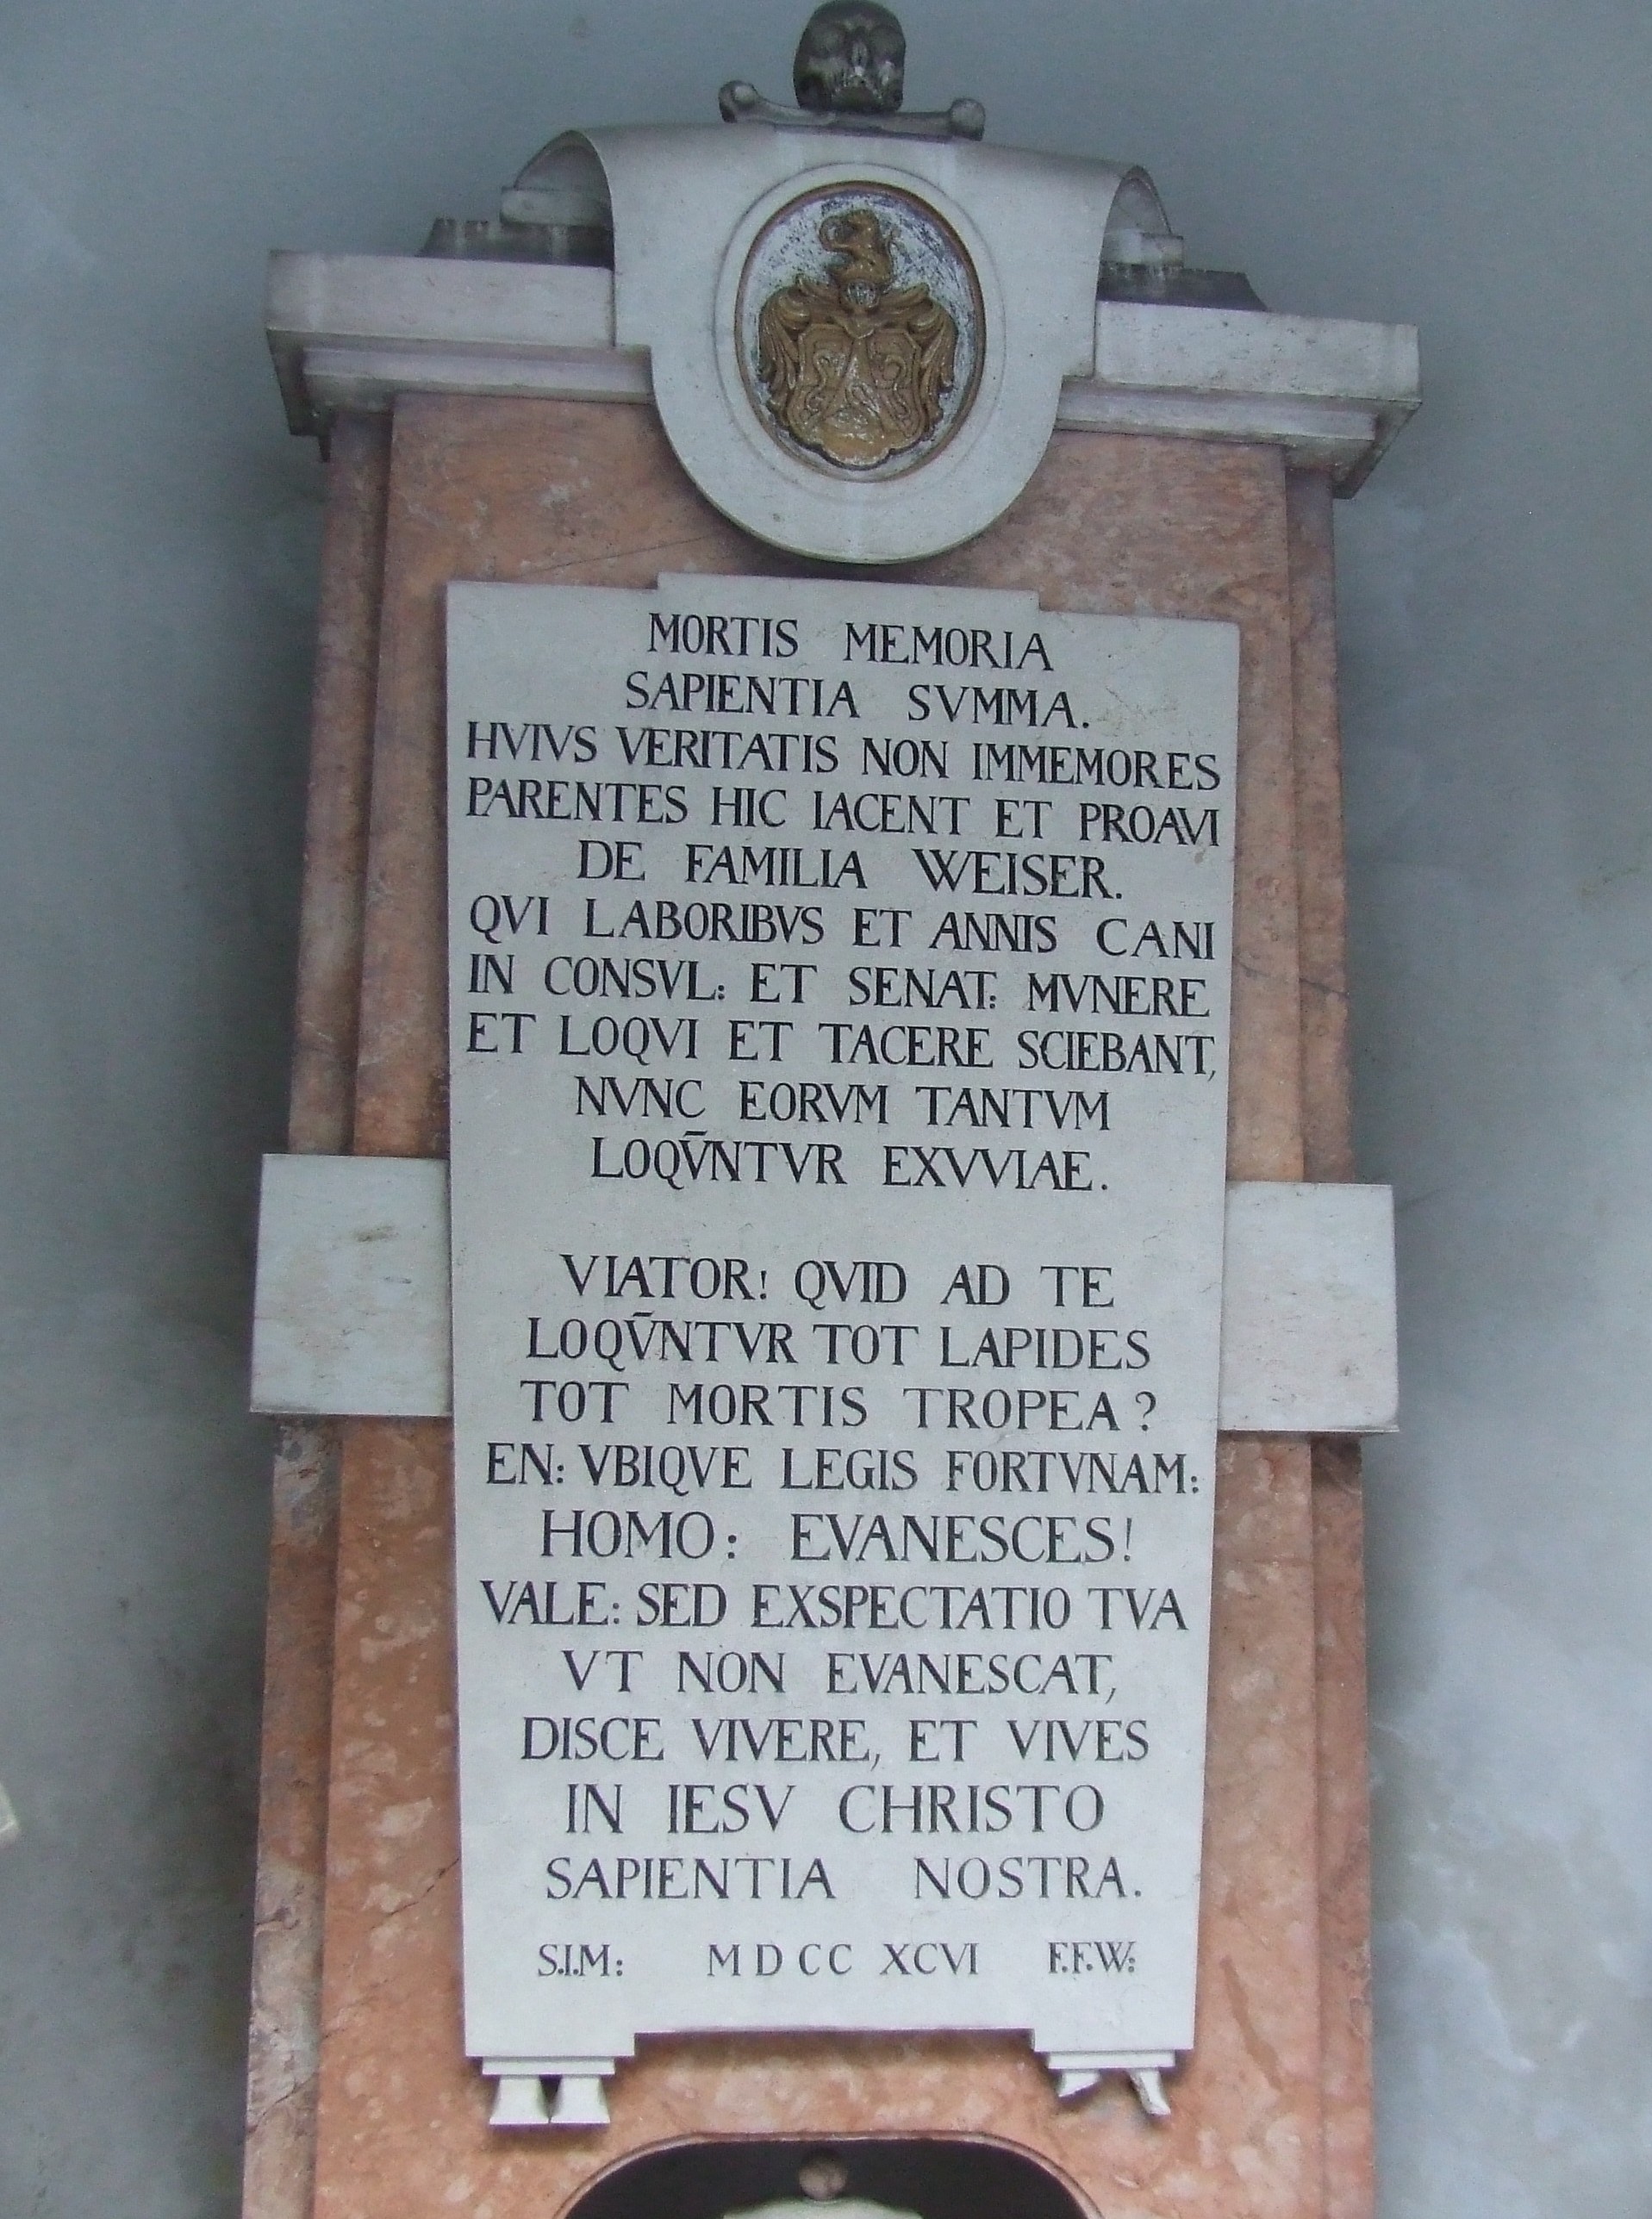 MORTIS MEMORIA
SAPIENTIA SVMMA.
HVIVS VERITATIS NON IMMEMORES
PARENTES HIC IACENT ET PROAVI
DE FAMILIA WEISER.
QVI LABORIBVS ET ANNIS CANI
IN CONSVL: ET SENAT: MVNERE
ET LOQVI ET TACERE SCIEBANT,
NVNC EORVM TANTVM
LOQV̄NTVR EXVVIAE.
VIATOR! QVID AD TE
LOQV̄NTVR TOT LAPIDES
TOT MORTIS TROPEA?
EN: VBIQVE LEGIS FORTVNAM:
HOMO: EVANESCES!
VALE: SED EXSPECTATIO TVA
VT NON EVANESCAT,
DISCE VIVERE, ET VIVES
IN IESV CHRISTO
SAPIENTIA NOSTRA.
S.I.M: MDCCXCVI F.F.W: